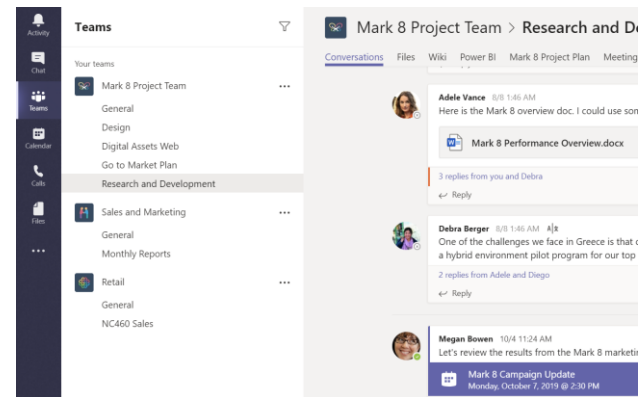 Activity
Chat
Teams
Calendar
Calls
Files
Teams
Your teams
Mark 8 Project Team
General
Design
Digital Assets Web
Go to Market Plan
Research and Development
Sales and Marketing
General
Monthly Reports
Retail
General
NC460 Sales
Mark 8 Project Team > Research and De
Conversations Files Wiki Power BI Mark 8 Project Plan Meeting
Adele Vance 8/8 1:46 AM
Here is the Mark 8 overview doc. I could use som
Mark 8 Performance Overview.docx
3 replies from you and Debra
Reply
Debra Berger 8/8 1:46 AM
One of the challenges we face in Greece is that c
a hybrid environment pilot program for our top
2 replies from Adele and Diego
Reply
Megan Bowen 10/4 11:24 AM
Let's review the results from the Mark 8 marketin
Mark 8 Campaign Update
Monday, October 7, 2019 @ 2:30 PM